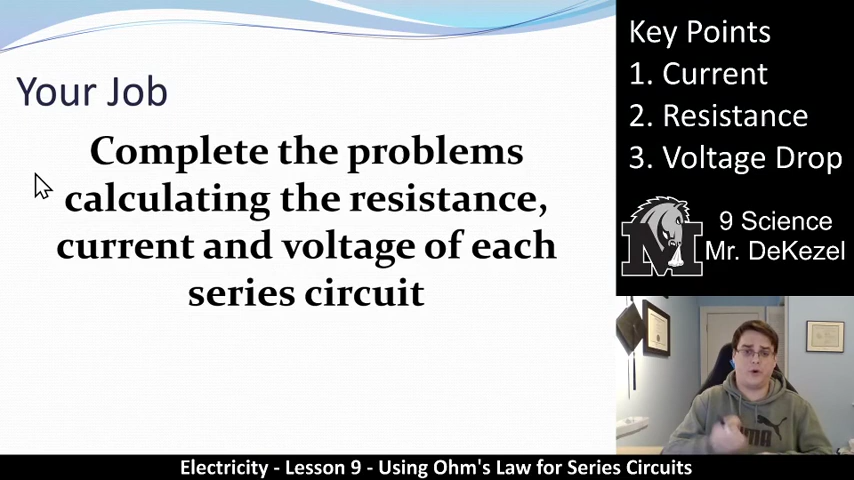 Your Job
Complete the problems
calculating the resistance,
current and voltage of each
series circuit
Key Points
1. Current
2. Resistance
3. Voltage Drop
M
9 Science
Mr. DeKezel
PUMA
Electricity - Lesson 9 - Using Ohm's Law for Series Circuits